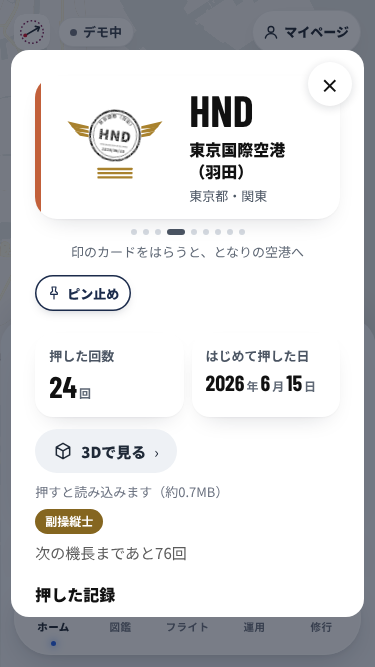 デモ中
マイページ
×
HND
HND
東京国際空港
（羽田）
東京都・関東
印のカードをはらうと、となりの空港へ
ピン止め
押した回数
24回
はじめて押した日
2026年6月15日
3Dで見る ›
押すと読み込みます（約0.7MB）
副操縦士
次の機長まであと76回
押した記録
ホーム
図鑑
フライト
運用
修行